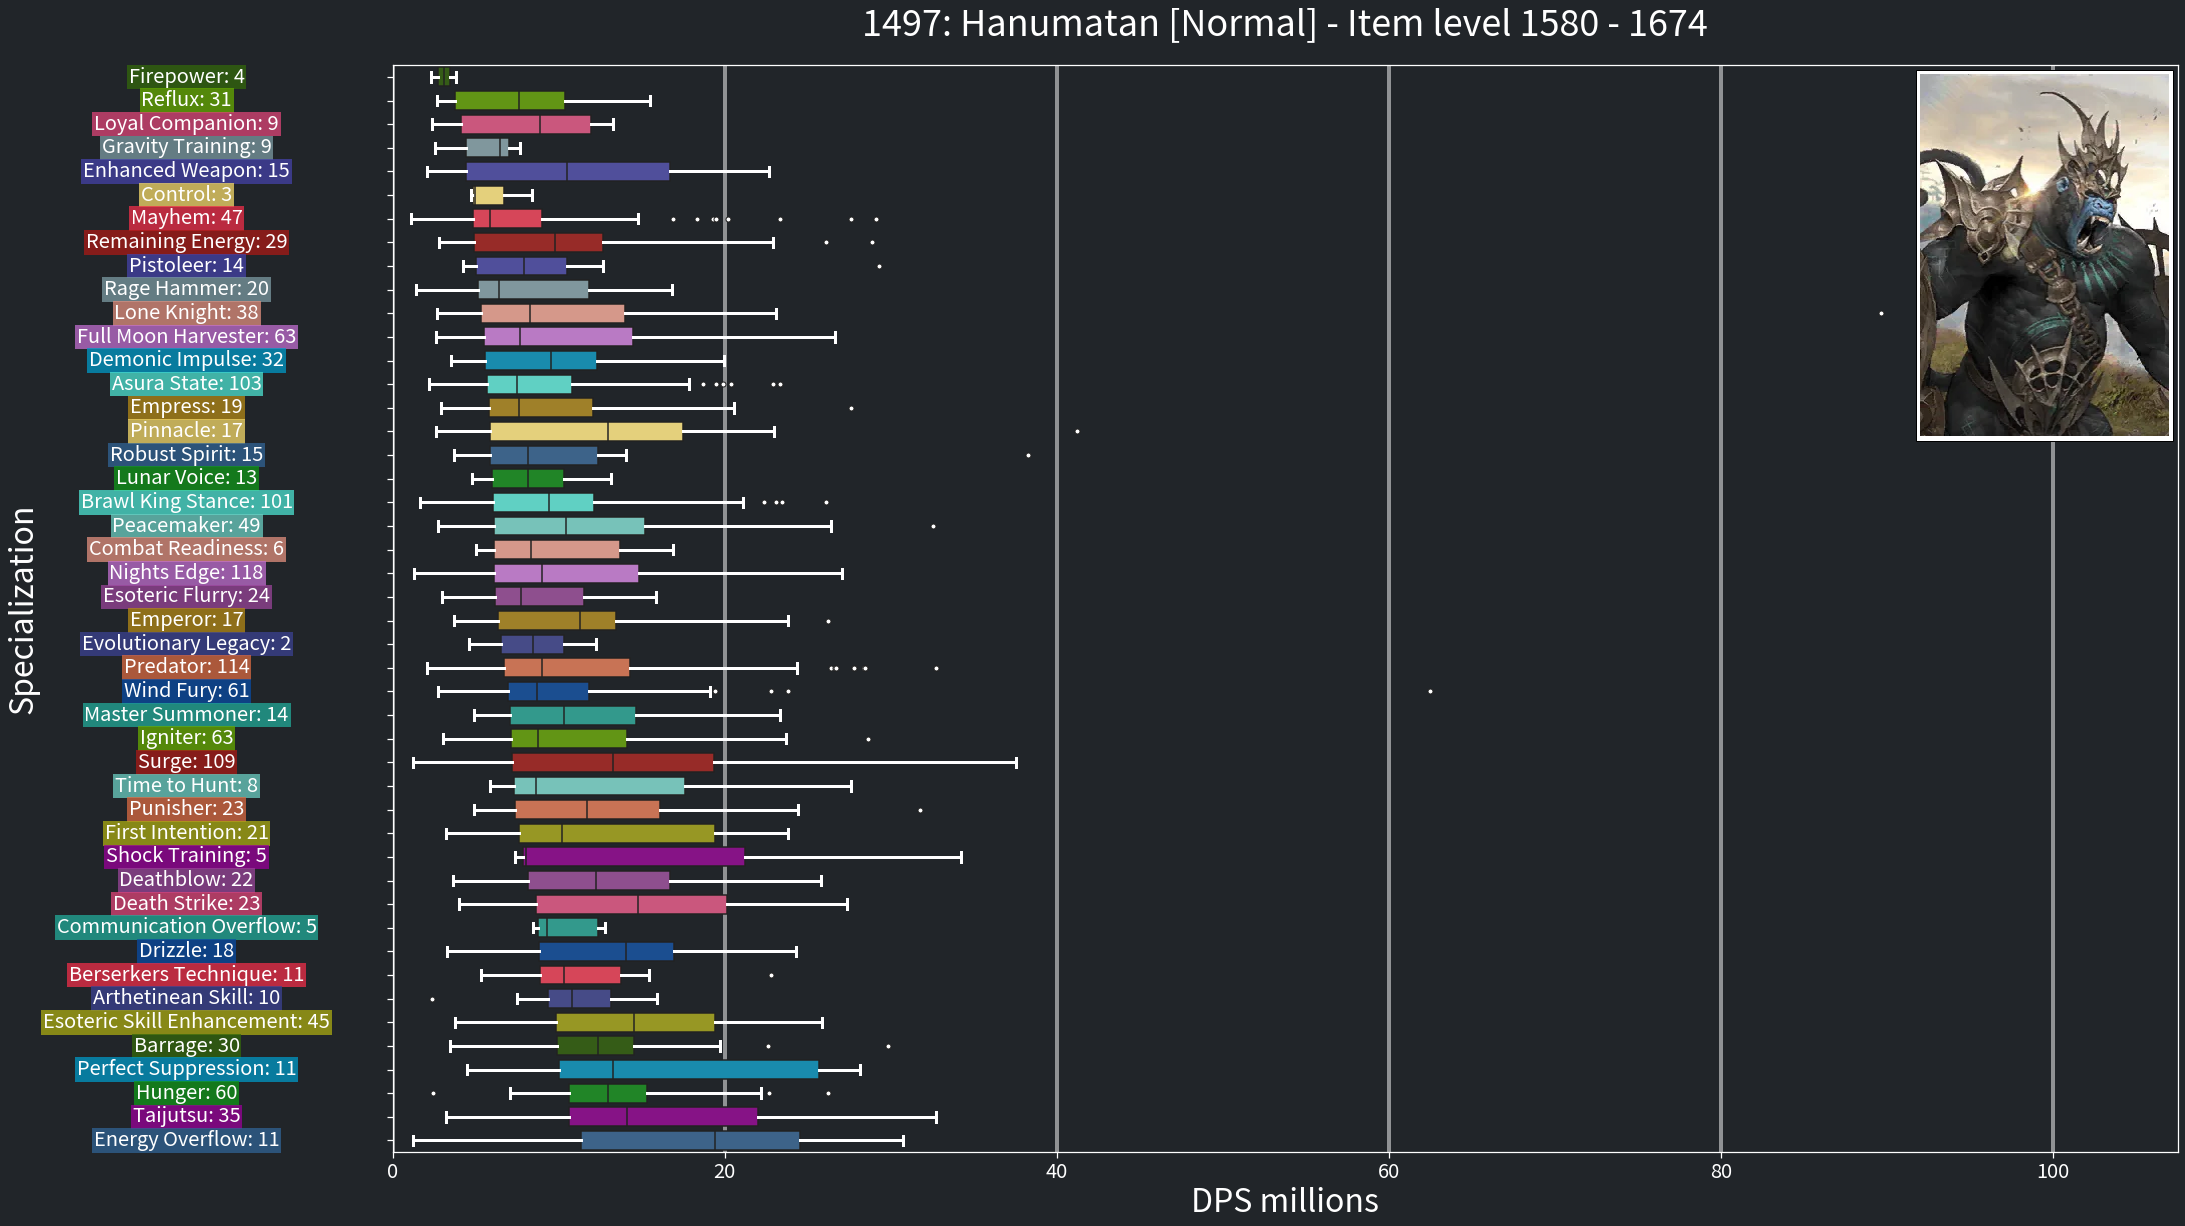 1497: Hanumatan [Normal] - Item level 1580 - 1674
Firepower: 4
Reflux: 31
Loyal Companion: 9
Gravity Training: 9
Enhanced Weapon: 15
Control: 3
Mayhem: 47
Remaining Energy: 29
Pistoleer: 14
Rage Hammer: 20
Lone Knight: 38
Full Moon Harvester: 63
Demonic Impulse: 32
Asura State: 103
Empress: 19
Pinnacle: 17
Robust Spirit: 15
Lunar Voice: 13
Brawl King Stance: 101
Peacemaker: 49
Combat Readiness: 6
Nights Edge: 118
Esoteric Flurry: 24
Emperor: 17
Evolutionary Legacy: 2
Predator: 114
Wind Fury: 61
Master Summoner: 14
Igniter: 63
Surge: 109
Time to Hunt: 8
Punisher: 23
First Intention: 21
Shock Training: 5
Deathblow: 22
Death Strike: 23
Communication Overflow: 5
Drizzle: 18
Berserkers Technique: 11
Arthetinean Skill: 10
Esoteric Skill Enhancement: 45
Barrage: 30
Perfect Suppression: 11
Hunger: 60
Taijutsu: 35
Energy Overflow: 11
Specialization
0 20 40 60 80 100
DPS millions